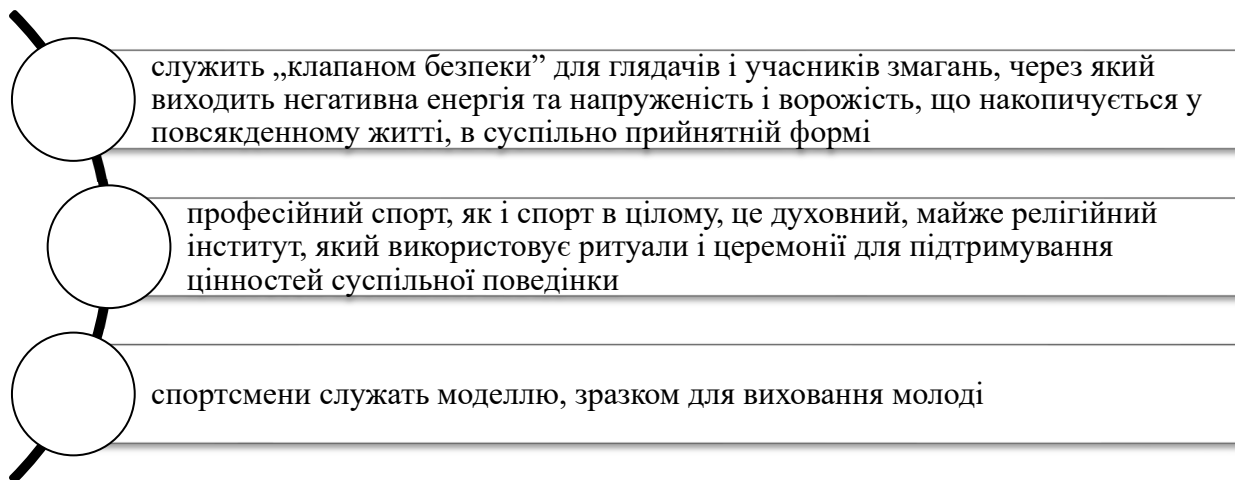 служить „клапаном безпеки” для глядачів і учасників змагань, через який
виходить негативна енергія та напруженість і ворожість, що накопичується у
повсякденному житті, в суспільно прийнятній формі
професійний спорт, як і спорт в цілому, це духовний, майже релігійний
інститут, який використовує ритуали і церемонії для підтримування
цінностей суспільної поведінки
спортсмени служать моделлю, зразком для виховання молоді